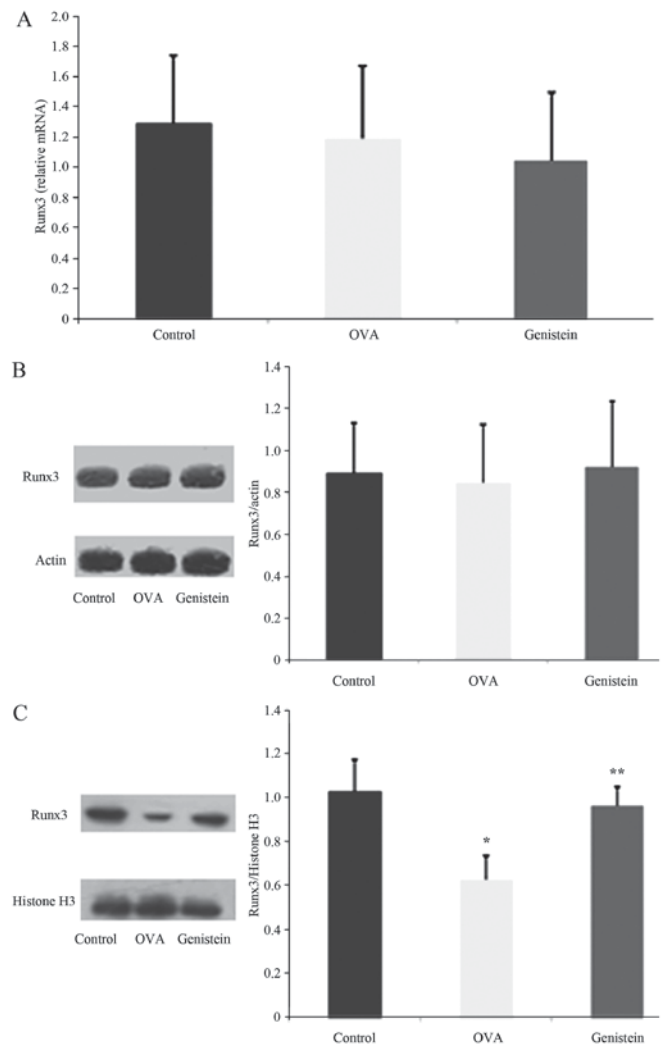 A
Runx3 (relative mRNA)
2.0
1.8
1.6
1.4
1.2
1.0
0.8
0.6
0.4
0.2
0
Control OVA Genistein
B
Runx3
Actin
Control OVA Genistein
Runx3/actin
1.4
1.2
1.0
0.8
0.6
0.4
0.2
0
Control OVA Genistein
C
Runx3
Histone H3
Control OVA Genistein
Runx3/Histone H3
1.4
1.2
1.0
0.8
0.6
0.4
0.2
0
*
**
Control OVA Genistein